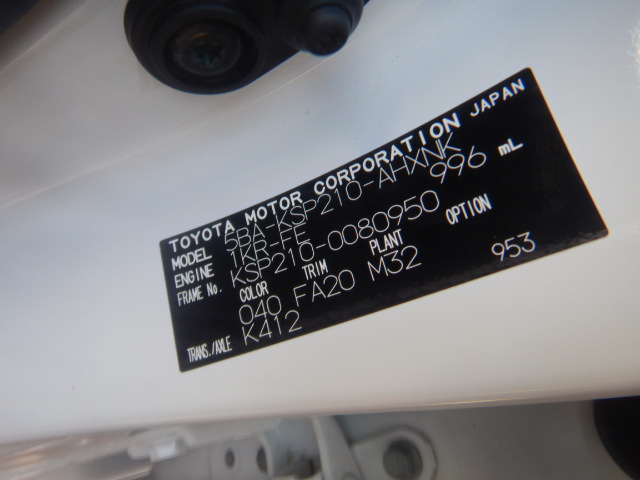 TOYOTA MOTOR CORPORATION JAPAN
MODEL 5BA-KSP210-AHXNK
ENGINE 1KR-FE 996 mL
FRAME No. KSP210-0080950
COLOR TRIM PLANT OPTION
040 FA20 M32 953
TRANS./AXLE K412